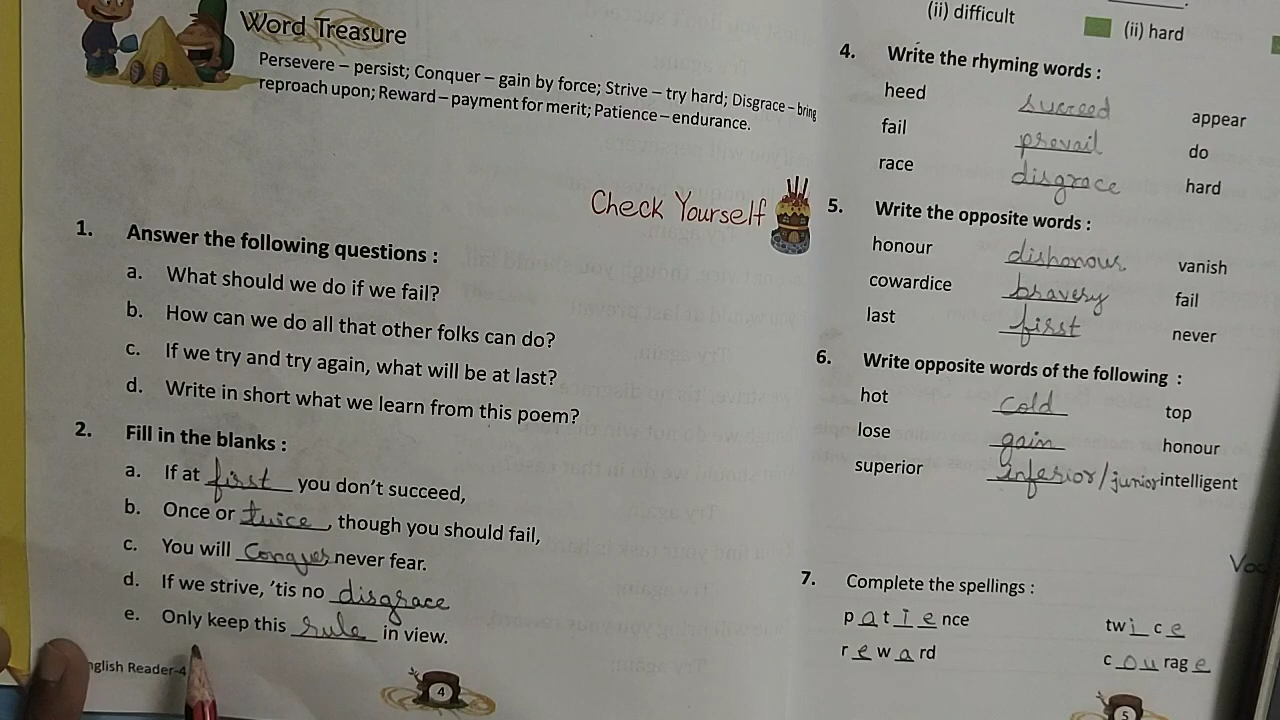 Word Treasure
Persevere – persist; Conquer – gain by force; Strive – try hard; Disgrace – bring
reproach upon; Reward – payment for merit; Patience – endurance.
Check Yourself
1. Answer the following questions :
a. What should we do if we fail?
b. How can we do all that other folks can do?
c. If we try and try again, what will be at last?
d. Write in short what we learn from this poem?
2. Fill in the blanks :
a. If at first you don't succeed,
b. Once or twice, though you should fail,
c. You will Conquer never fear.
d. If we strive, 'tis no disgrace
e. Only keep this rule in view.
nglish Reader-4
4
(ii) difficult (ii) hard
4. Write the rhyming words :
heed succeed appear
fail prevail do
race disgrace hard
5. Write the opposite words :
honour dishonour vanish
cowardice bravery fail
last first never
6. Write opposite words of the following :
hot cold top
lose gain honour
superior Inferior/junior intelligent
7. Complete the spellings :
patience twice
reward courage
5